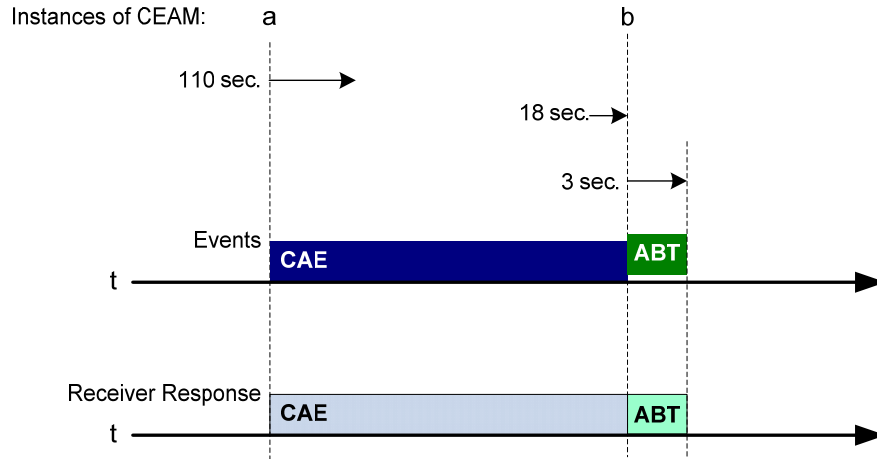 Instances of CEAM: a b
110 sec.
18 sec.
3 sec.
Events
CAE ABT
t
Receiver Response
CAE ABT
t